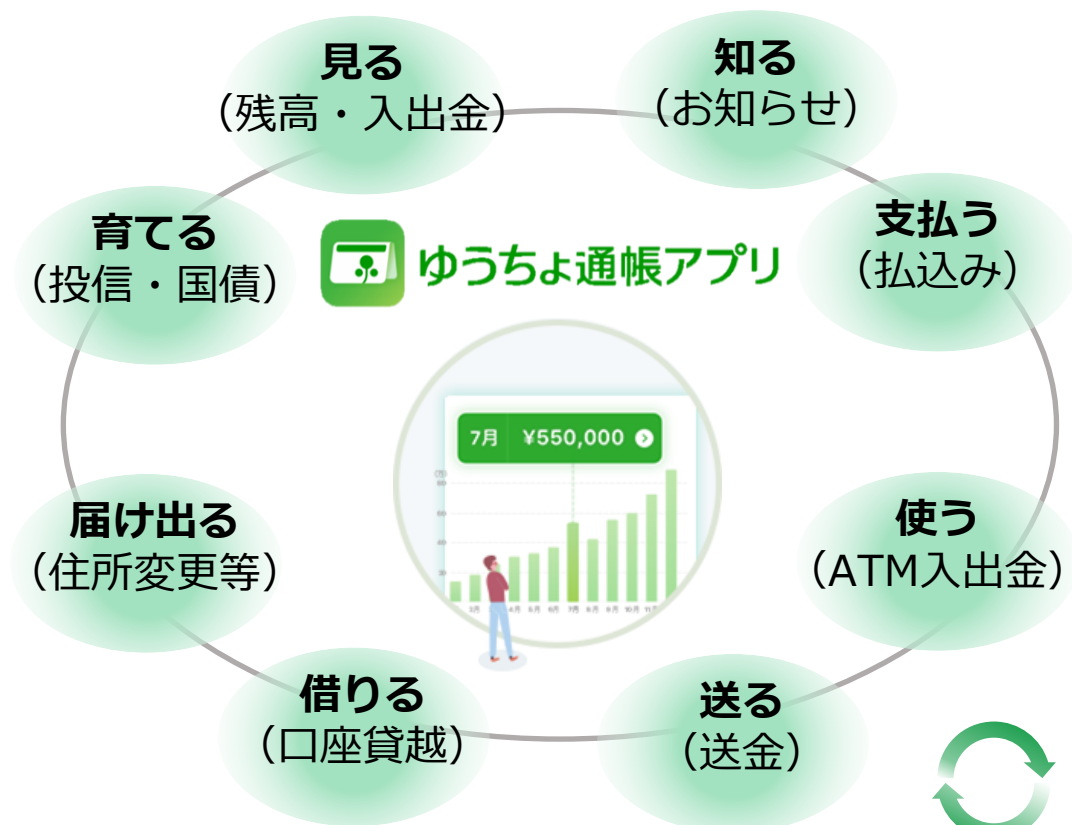 見る
（残高・入出金）
知る
（お知らせ）
育てる
（投信・国債）
支払う
（払込み）
ゆうちょ通帳アプリ
7月 ¥550,000
届け出る
（住所変更等）
使う
（ATM入出金）
借りる
（口座貸越）
送る
（送金）